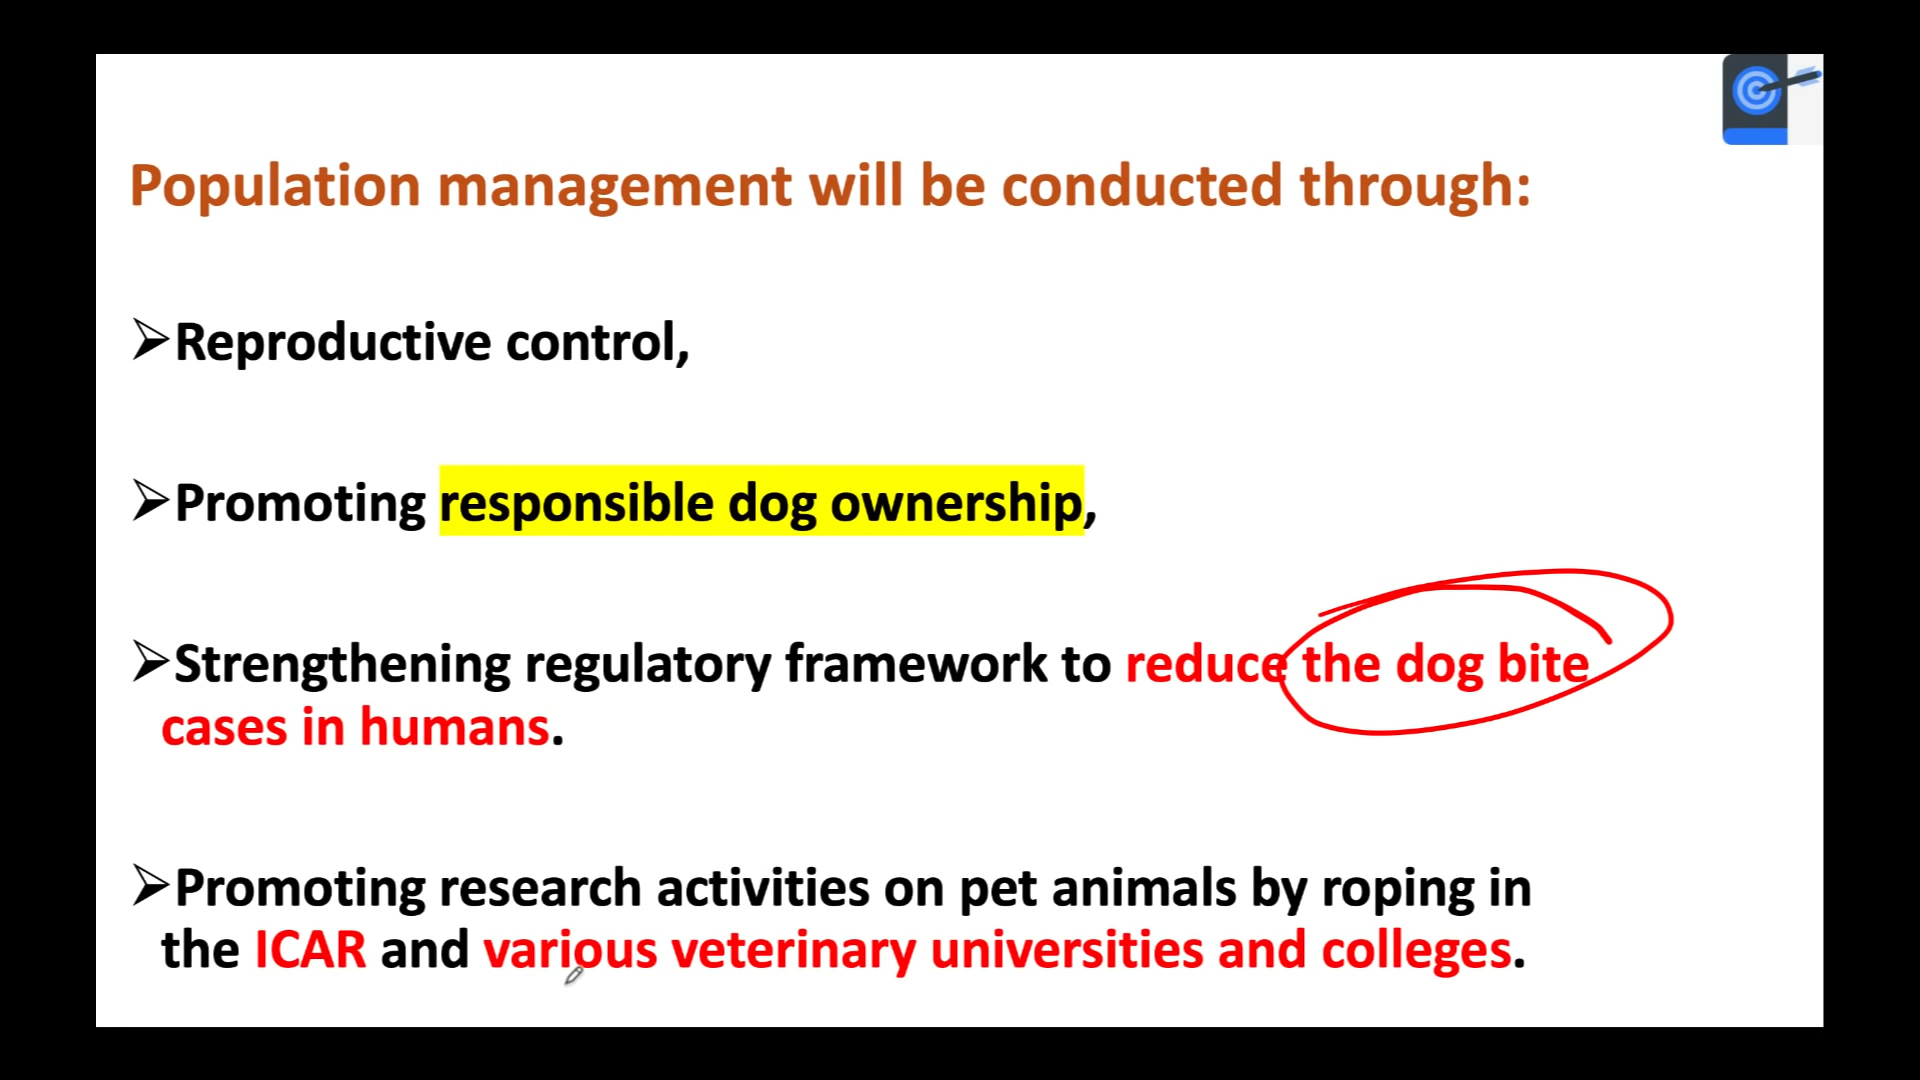 Population management will be conducted through:
➢Reproductive control,
➢Promoting responsible dog ownership,
➢Strengthening regulatory framework to reduce the dog bite
cases in humans.
➢Promoting research activities on pet animals by roping in
the ICAR and various veterinary universities and colleges.